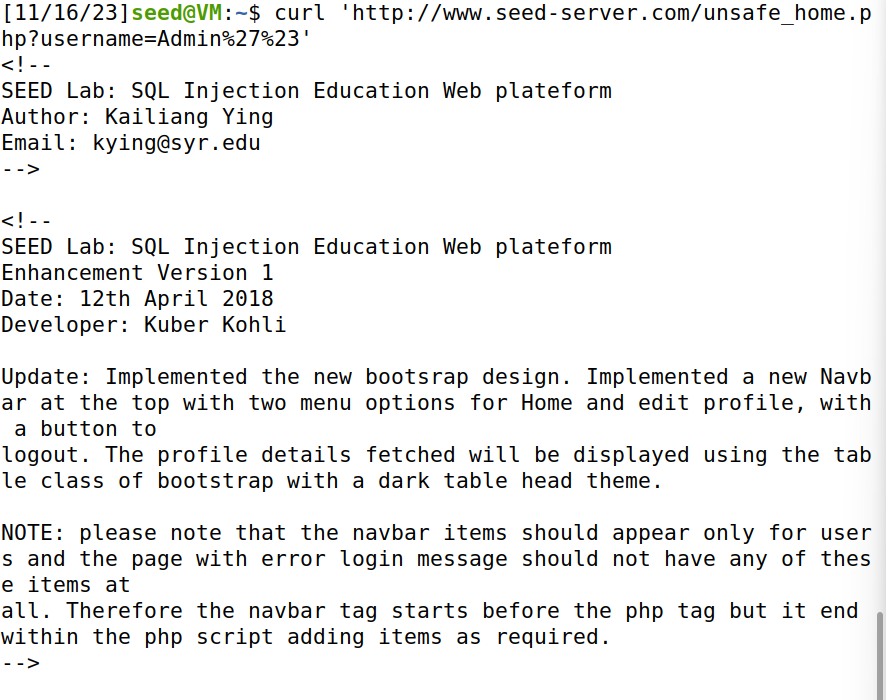 [11/16/23]seed@VM:~$ curl 'http://www.seed-server.com/unsafe_home.p
hp?username=Admin%27%23'
<!--
SEED Lab: SQL Injection Education Web plateform
Author: Kailiang Ying
Email: kying@syr.edu
-->

<!--
SEED Lab: SQL Injection Education Web plateform
Enhancement Version 1
Date: 12th April 2018
Developer: Kuber Kohli

Update: Implemented the new bootsrap design. Implemented a new Navb
ar at the top with two menu options for Home and edit profile, with
 a button to
logout. The profile details fetched will be displayed using the tab
le class of bootstrap with a dark table head theme.

NOTE: please note that the navbar items should appear only for user
s and the page with error login message should not have any of thes
e items at
all. Therefore the navbar tag starts before the php tag but it end
within the php script adding items as required.
-->